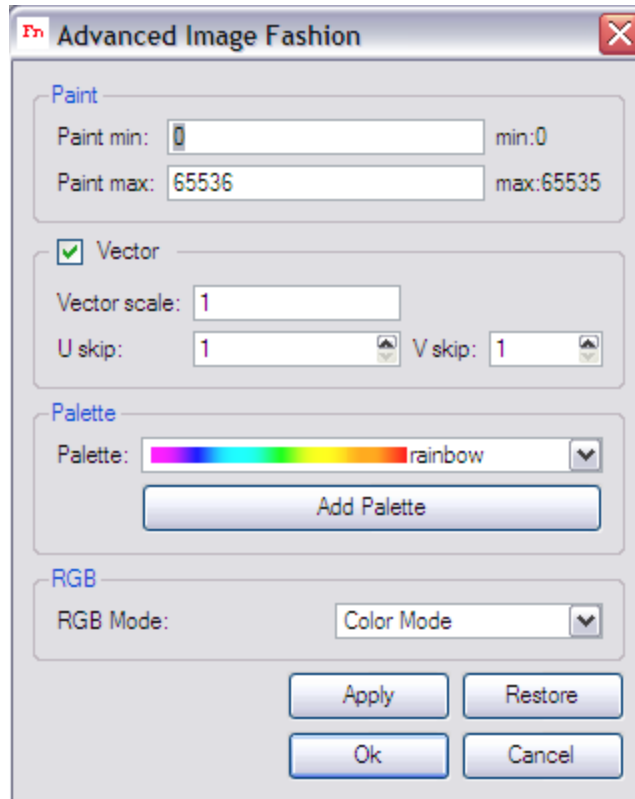 Fn Advanced Image Fashion
Paint
Paint min: 0 min:0
Paint max: 65536 max:65535
Vector
Vector scale: 1
U skip: 1 V skip: 1
Palette
Palette: rainbow
Add Palette
RGB
RGB Mode: Color Mode
Apply Restore
Ok Cancel